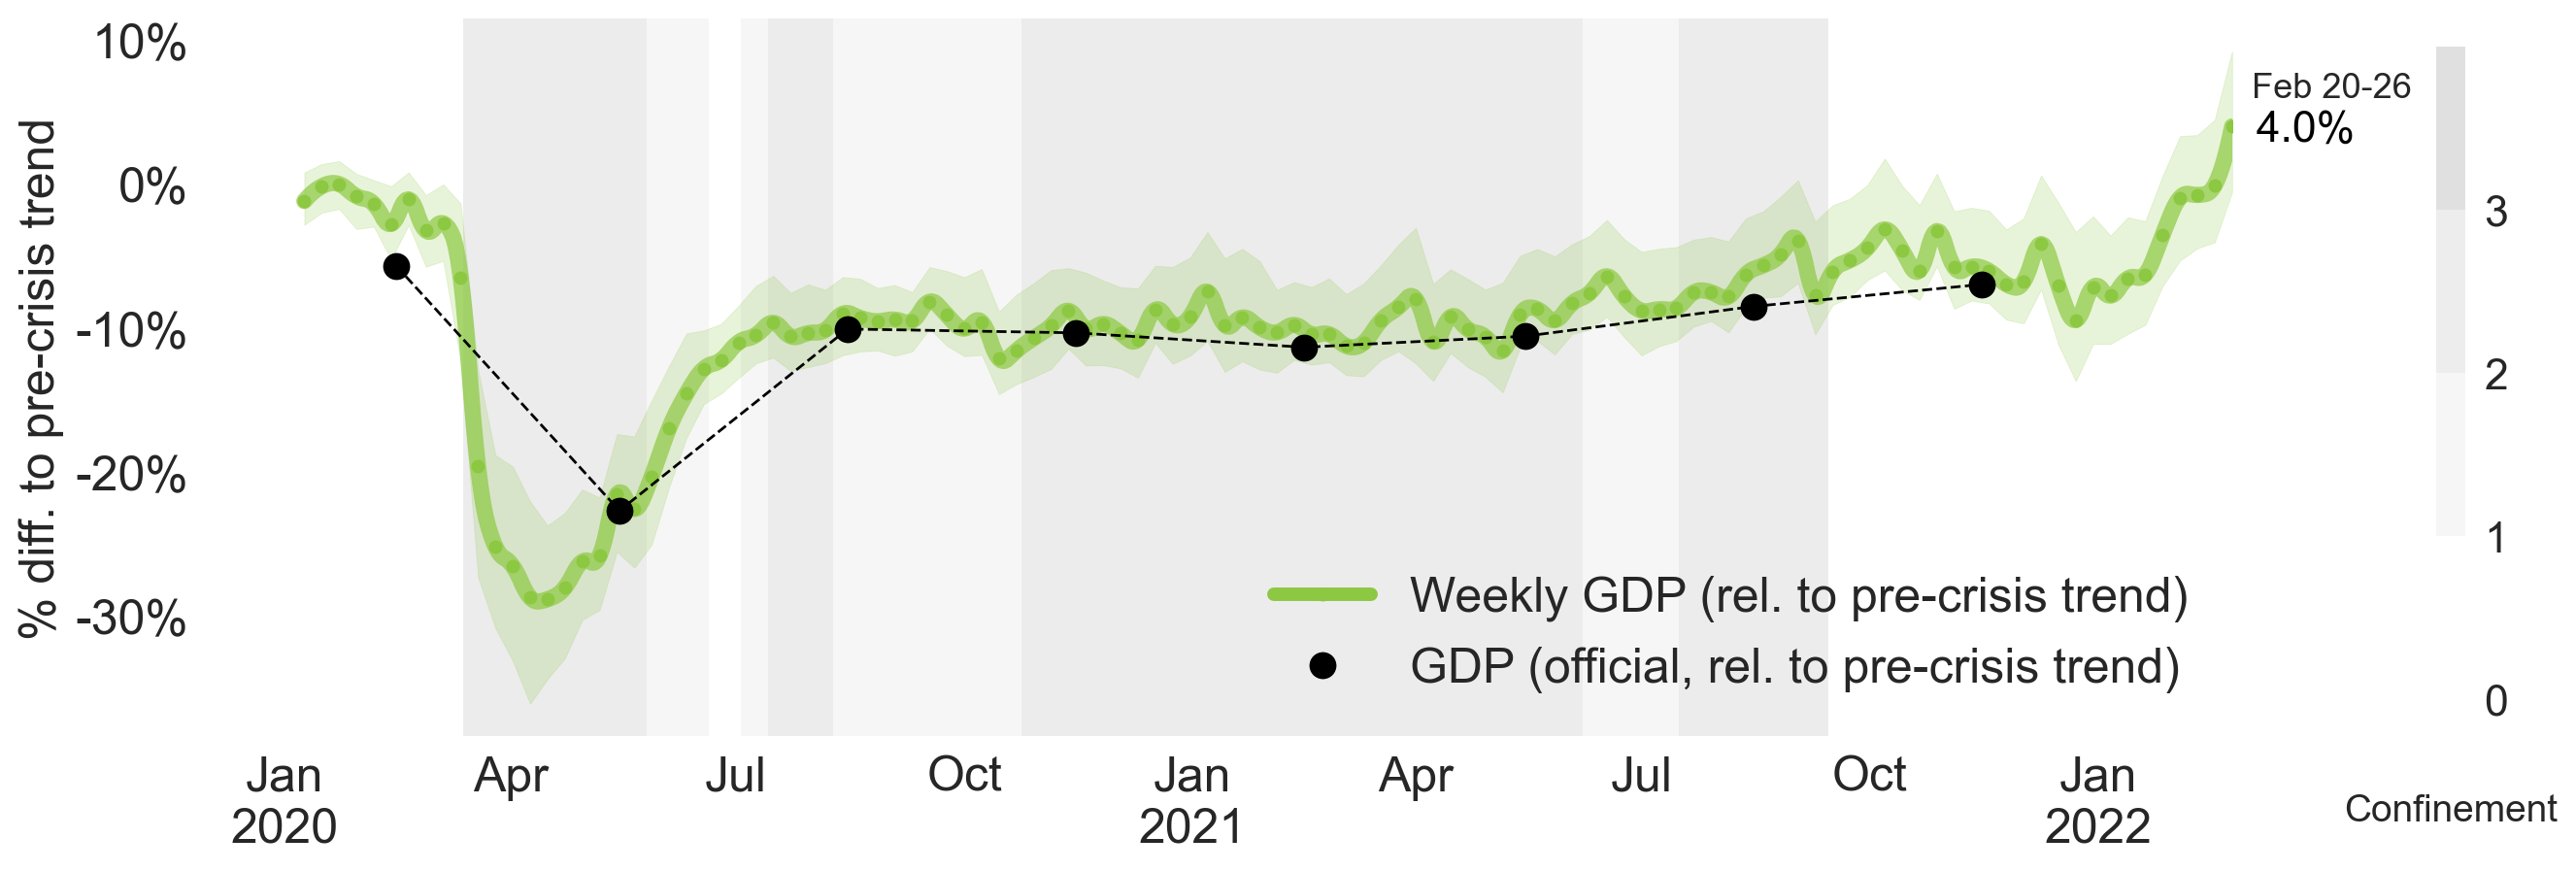 % diff. to pre-crisis trend
10%
0%
-10%
-20%
-30%
Feb 20-26
4.0%
Weekly GDP (rel. to pre-crisis trend)
GDP (official, rel. to pre-crisis trend)
Jan Apr Jul Oct Jan Apr Jul Oct Jan
2020 2021 2022
3
2
1
0
Confinement